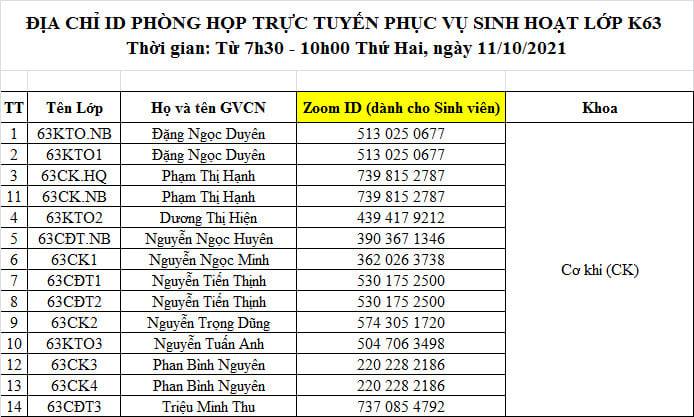 ĐỊA CHỈ ID PHÒNG HỌP TRỰC TUYẾN PHỤC VỤ SINH HOẠT LỚP K63
Thời gian: Từ 7h30 - 10h00 Thứ Hai, ngày 11/10/2021
TT Tên Lớp Họ và tên GVCN Zoom ID (dành cho Sinh viên) Khoa
1 63KTO.NB Đặng Ngọc Duyên 513 025 0677
2 63KTO1 Đặng Ngọc Duyên 513 025 0677
3 63CK.HQ Phạm Thị Hạnh 739 815 2787
11 63CK.NB Phạm Thị Hạnh 739 815 2787
4 63KTO2 Dương Thị Hiện 439 417 9212
5 63CĐT.NB Nguyễn Ngọc Huyên 390 367 1346
6 63CK1 Nguyễn Ngọc Minh 362 026 3738
7 63CĐT1 Nguyễn Tiến Thịnh 530 175 2500
Cơ khí (CK)
8 63CĐT2 Nguyễn Tiến Thịnh 530 175 2500
9 63CK2 Nguyễn Trọng Dũng 574 305 1720
10 63KTO3 Nguyễn Tuấn Anh 504 706 3498
12 63CK3 Phan Bình Nguyên 220 228 2186
13 63CK4 Phan Bình Nguyên 220 228 2186
14 63CĐT3 Triệu Minh Thu 737 085 4792